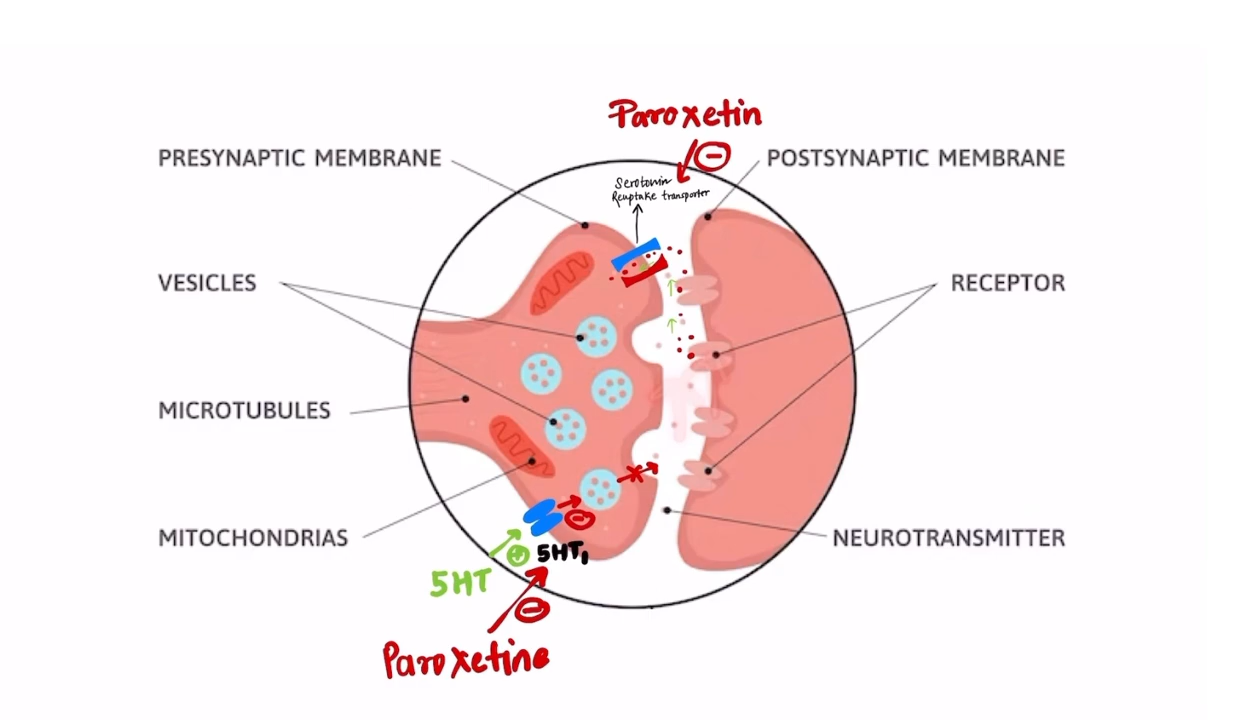 Paroxetin
PRESYNAPTIC MEMBRANE
POSTSYNAPTIC MEMBRANE
Serotonin
Reuptake transporter
VESICLES
RECEPTOR
MICROTUBULES
MITOCHONDRIAS
NEUROTRANSMITTER
5HT₁
5HT
Paroxetine